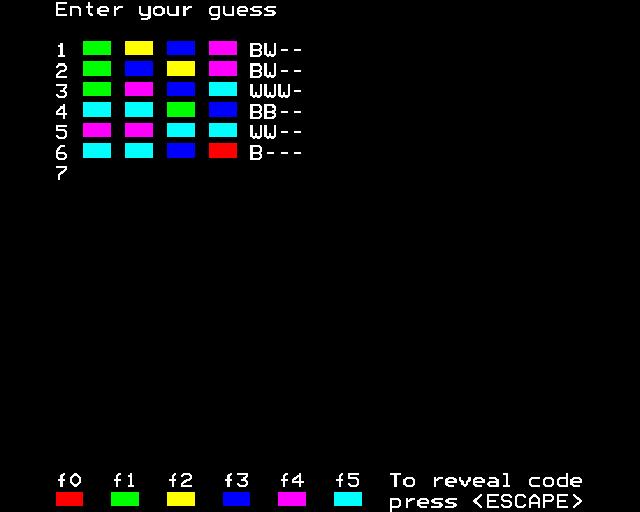 Enter your guess
1 BW--
2 BW--
3 WWW-
4 BB--
5 WW--
6 B---
7
f0 f1 f2 f3 f4 f5 To reveal code
press <ESCAPE>